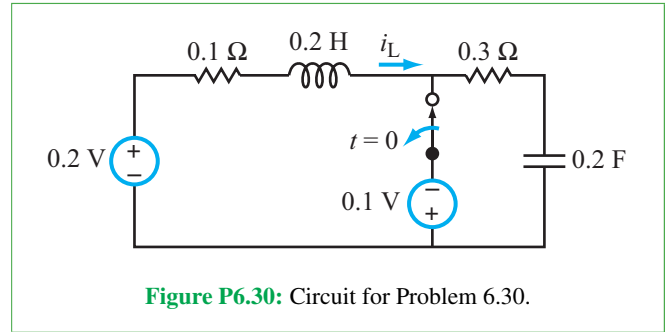 0.1 Ω 0.2 H iL 0.3 Ω
t = 0
0.2 V + − 0.2 F
0.1 V − +
Figure P6.30: Circuit for Problem 6.30.